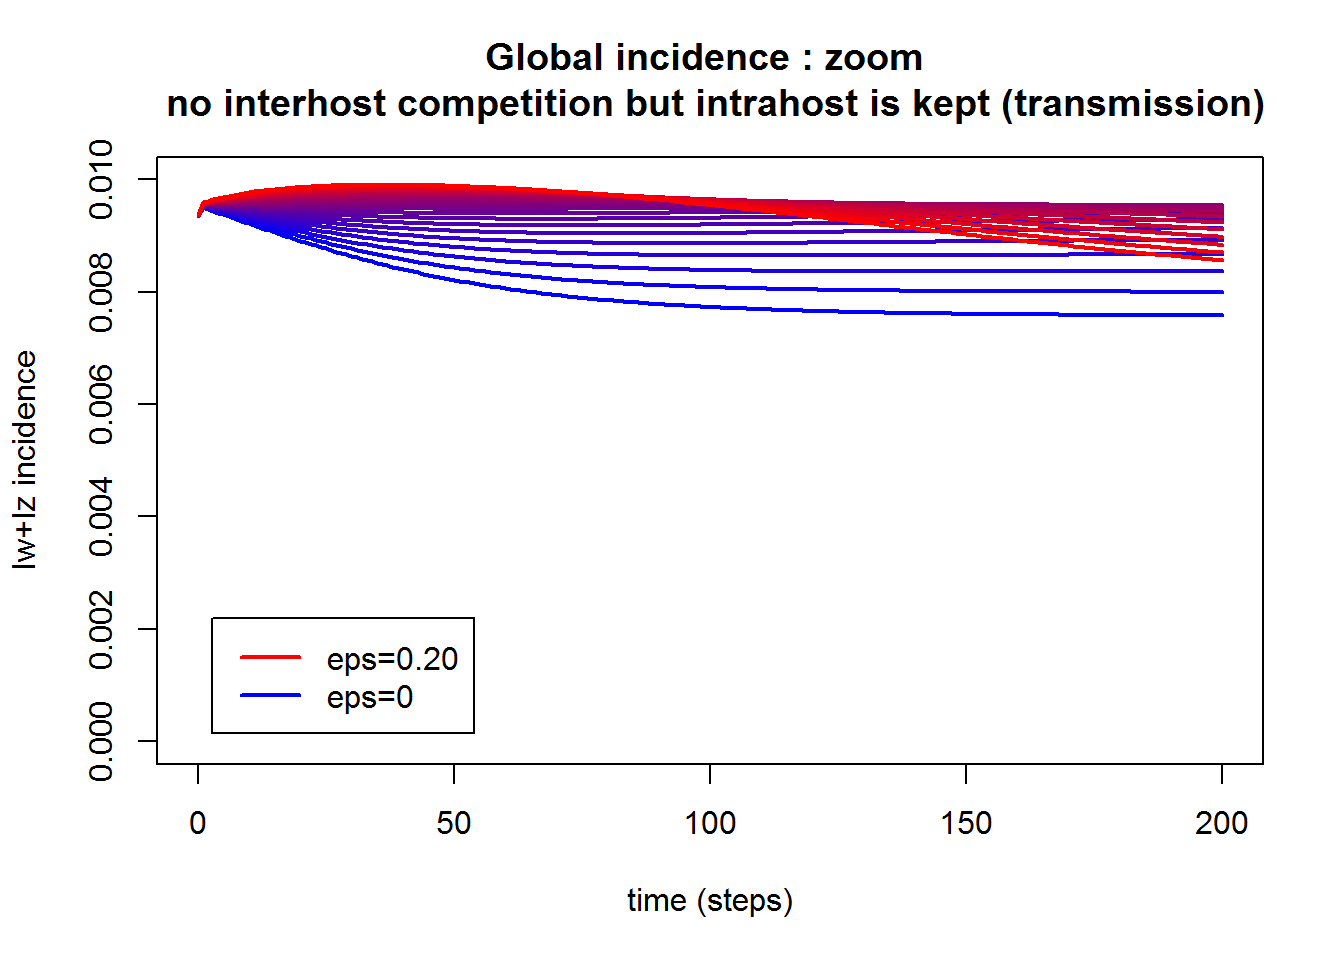 Global incidence : zoom
no interhost competition but intrahost is kept (transmission)
Iw+Iz incidence
0.010
0.008
0.006
0.004
0.002
0.000
eps=0.20
eps=0
0
50
100
150
200
time (steps)